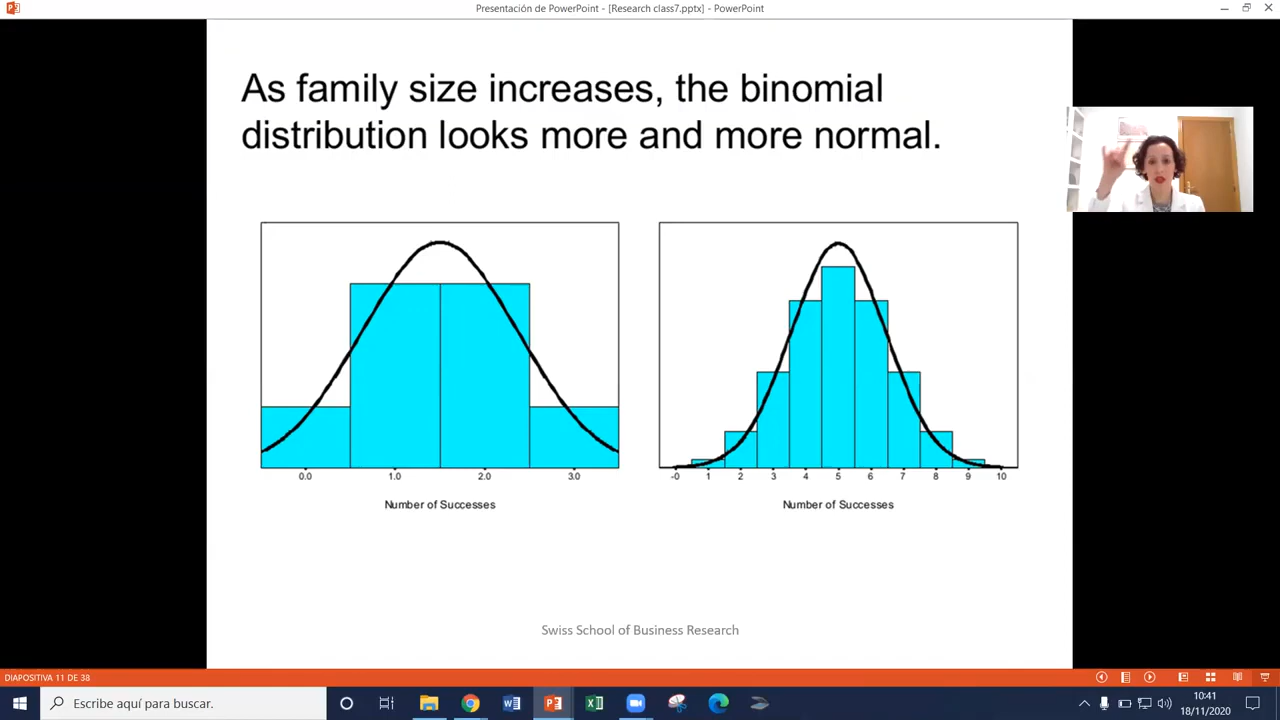 Presentación de PowerPoint - [Research class7.pptx] - PowerPoint
As family size increases, the binomial
distribution looks more and more normal.
0.0 1.0 2.0 3.0
Number of Successes
-0 1 2 3 4 5 6 7 8 9 10
Number of Successes
Swiss School of Business Research
DIAPOSITIVA 11 DE 38
Escribe aquí para buscar.
10:41
18/11/2020